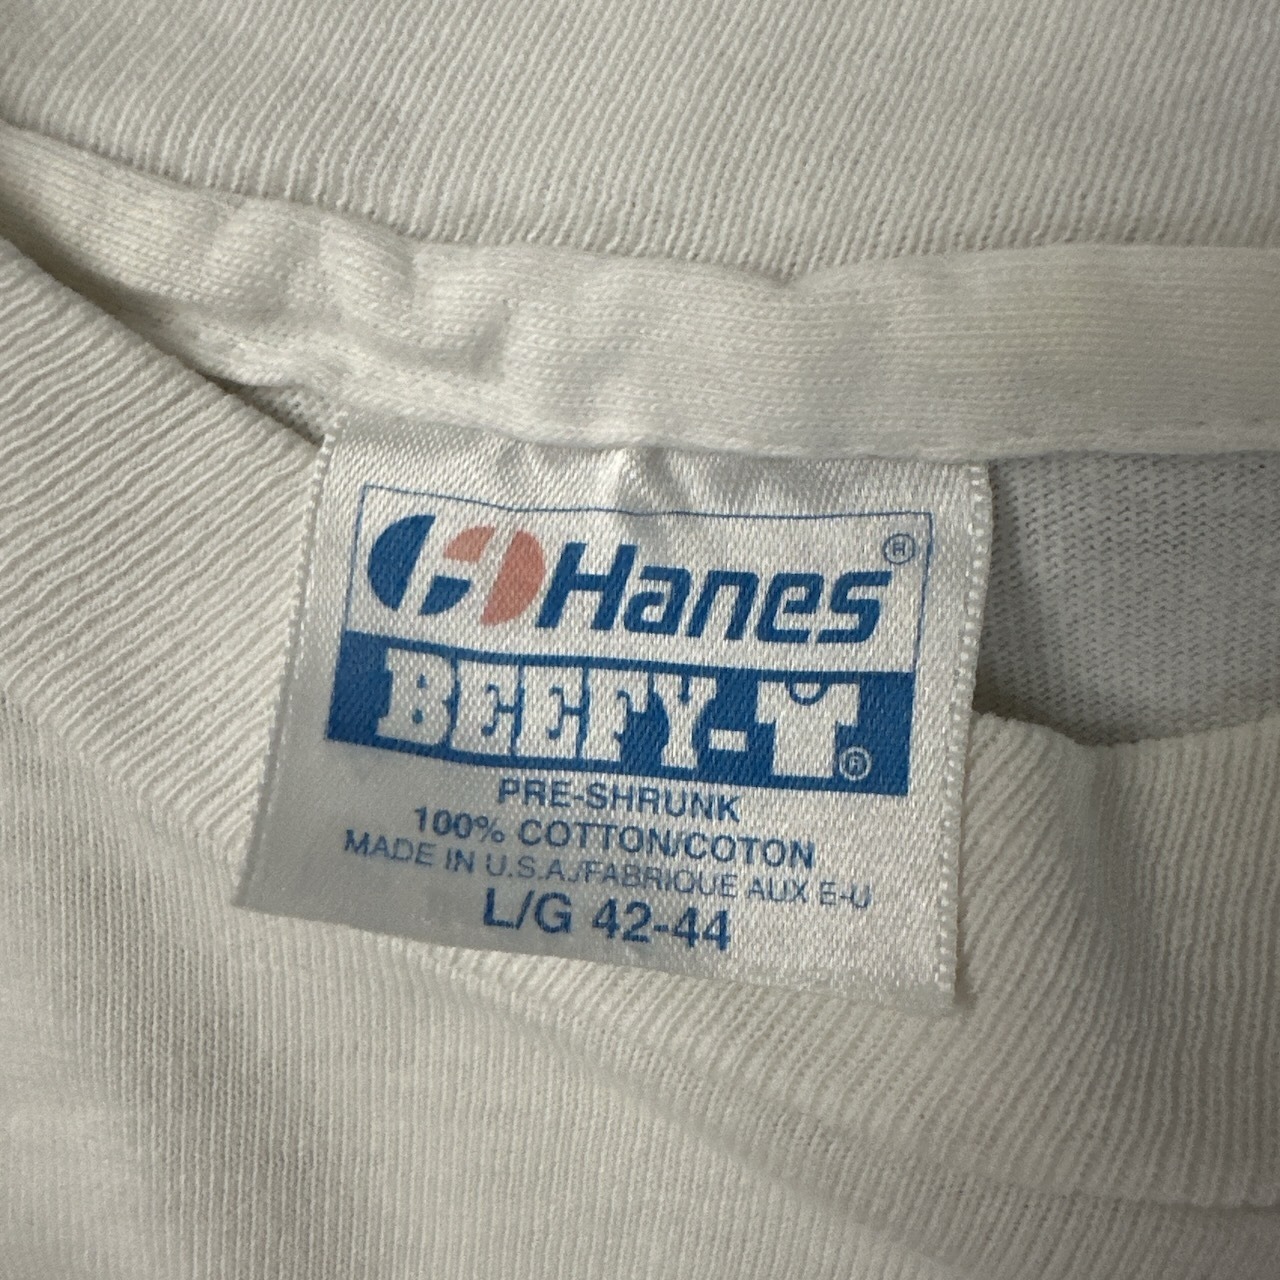 Hanes®
BEEFY-T®
PRE-SHRUNK
100% COTTON/COTON
MADE IN U.S.A./FABRIQUE AUX E-U
L/G 42-44